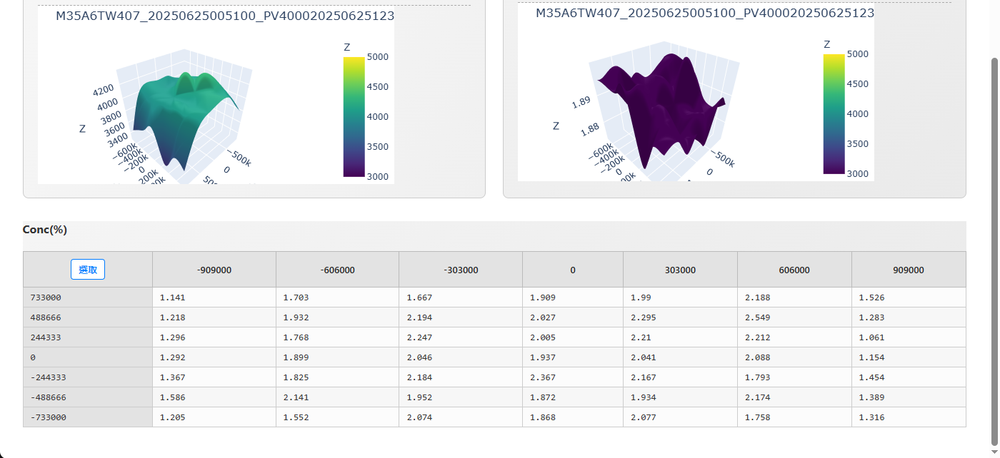 M35A6TW407_20250625005100_PV400020250625123
Z
5000
4500
4000
3500
3000
4200
4000
3800
3600
3400
Z
−600k
−400k
−200k
0
200k
−500k
0
M35A6TW407_20250625005100_PV400020250625123
Z
5000
4500
4000
3500
3000
1.89
1.88
Z
−600k
−400k
−200k
0
−500k
0
Conc(%)
選取 -909000 -606000 -303000 0 303000 606000 909000
733000 1.141 1.703 1.667 1.909 1.99 2.188 1.526
488666 1.218 1.932 2.194 2.027 2.295 2.549 1.283
244333 1.296 1.768 2.247 2.005 2.21 2.212 1.061
0 1.292 1.899 2.046 1.937 2.041 2.088 1.154
-244333 1.367 1.825 2.184 2.367 2.167 1.793 1.454
-488666 1.586 2.141 1.952 1.872 1.934 2.174 1.389
-733000 1.205 1.552 2.074 1.868 2.077 1.758 1.316